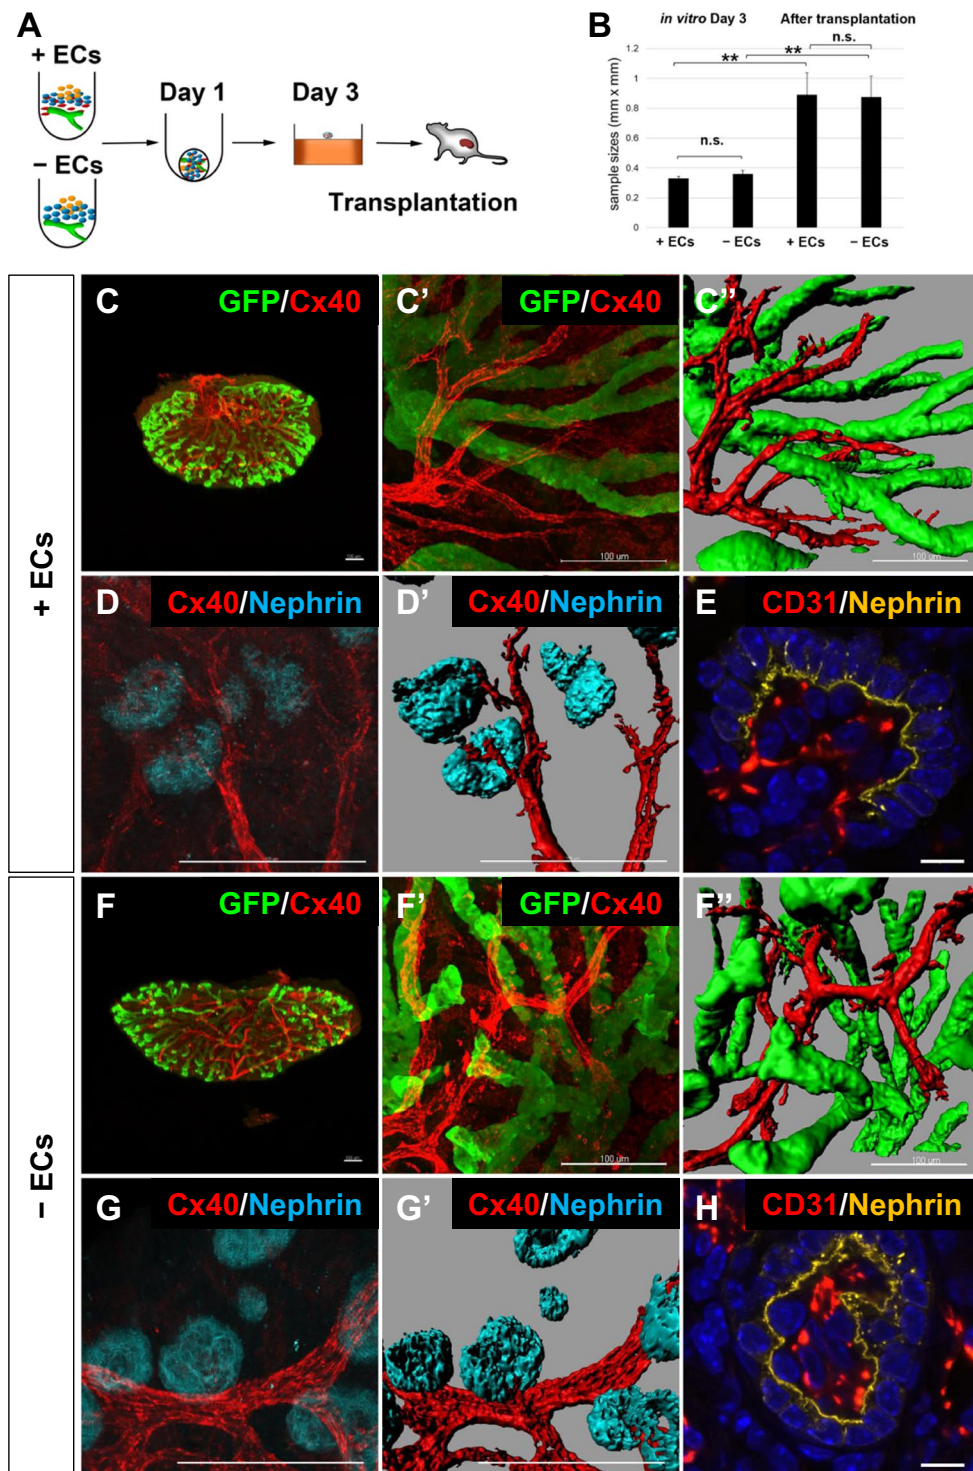 A
+ ECs
− ECs
Day 1
Day 3
Transplantation
B
in vitro Day 3
After transplantation
n.s.
**
**
n.s.
sample sizes (mm x mm)
1.2
1
0.8
0.6
0.4
0.2
0
+ ECs
− ECs
+ ECs
− ECs
+ ECs
C
GFP/Cx40
C’
GFP/Cx40
100 um
C”
100 um
D
Cx40/Nephrin
D’
Cx40/Nephrin
E
CD31/Nephrin
− ECs
F
GFP/Cx40
F’
GFP/Cx40
100 um
F”
100 um
G
Cx40/Nephrin
G’
Cx40/Nephrin
H
CD31/Nephrin